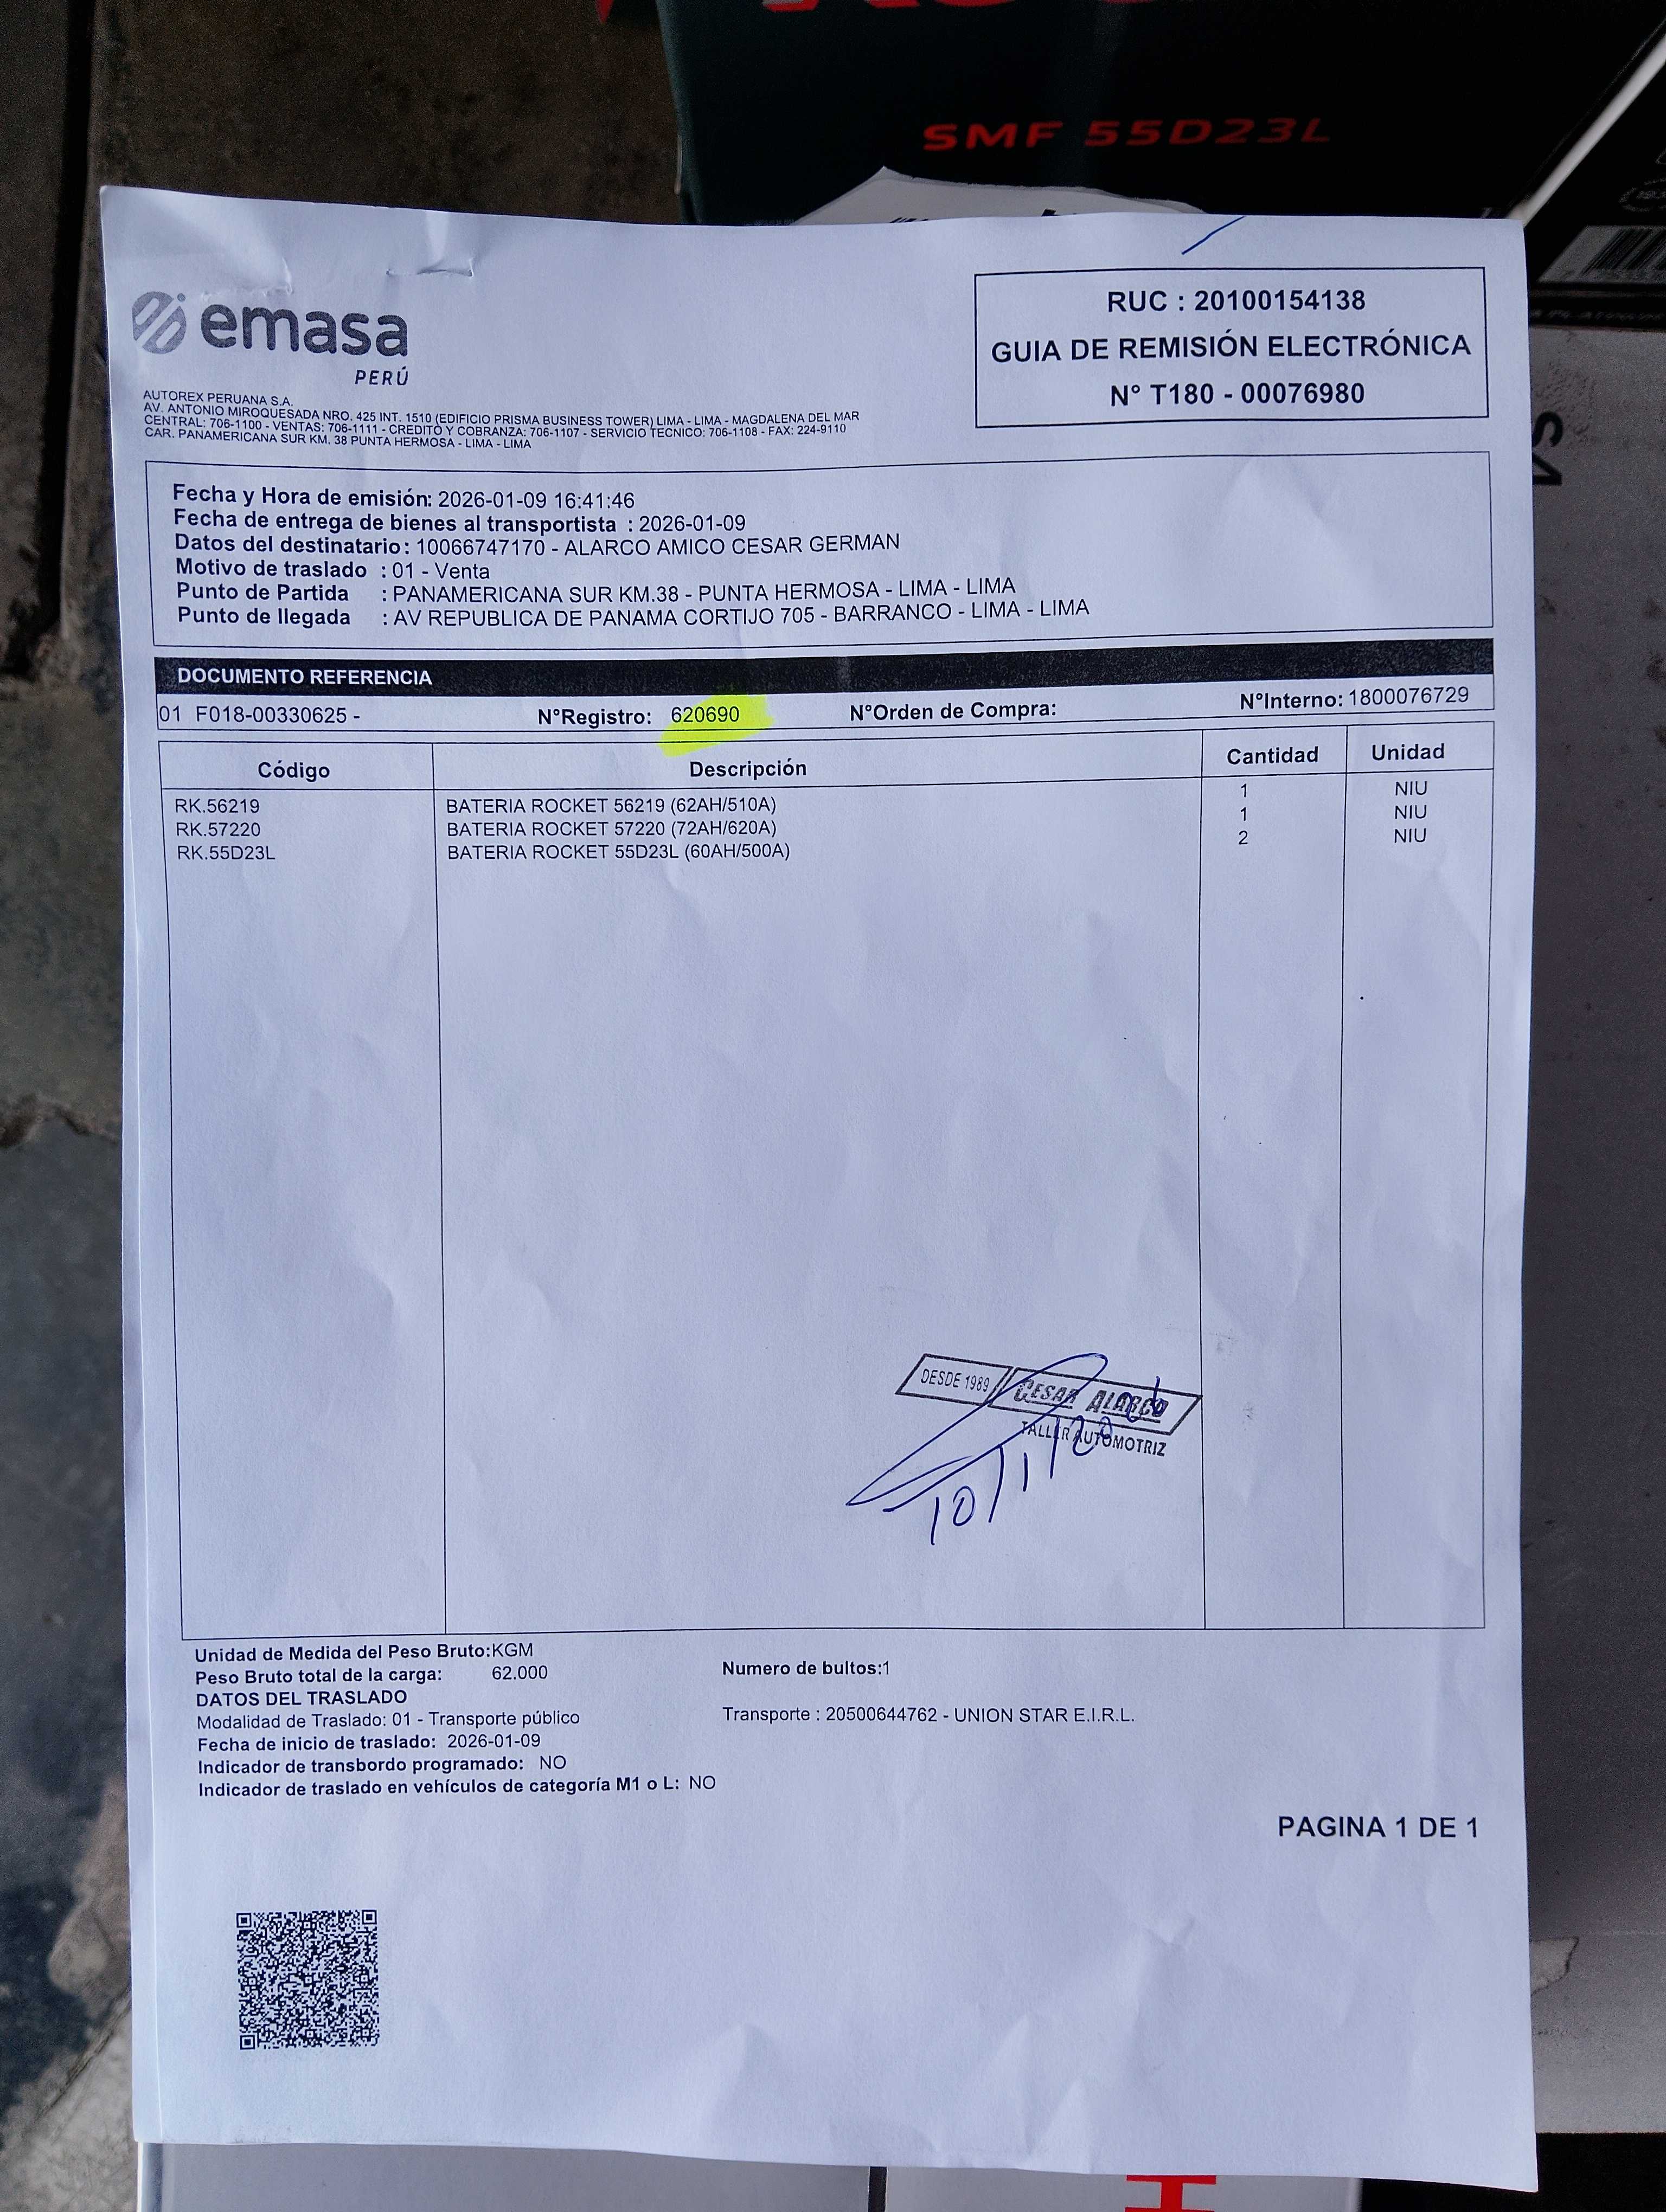 SMF 55D23L
emasa
PERÚ
AUTOREX PERUANA S.A.
AV. ANTONIO MIROQUESADA NRO. 425 INT. 1510 (EDIFICIO PRISMA BUSINESS TOWER) LIMA - LIMA - MAGDALENA DEL MAR
CENTRAL: 706-1100 - VENTAS: 706-1111 - CREDITO Y COBRANZA: 706-1107 - SERVICIO TECNICO: 706-1108 - FAX: 224-9110
CAR. PANAMERICANA SUR KM. 38 PUNTA HERMOSA - LIMA - LIMA
RUC : 20100154138
GUIA DE REMISIÓN ELECTRÓNICA
N° T180 - 00076980
Fecha y Hora de emisión: 2026-01-09 16:41:46
Fecha de entrega de bienes al transportista : 2026-01-09
Datos del destinatario: 10066747170 - ALARCO AMICO CESAR GERMAN
Motivo de traslado : 01 - Venta
Punto de Partida : PANAMERICANA SUR KM.38 - PUNTA HERMOSA - LIMA - LIMA
Punto de llegada : AV REPUBLICA DE PANAMA CORTIJO 705 - BARRANCO - LIMA - LIMA
DOCUMENTO REFERENCIA
01 F018-00330625 - N°Registro: 620690 N°Orden de Compra: N°Interno: 1800076729
Código Descripción Cantidad Unidad
RK.56219 BATERIA ROCKET 56219 (62AH/510A) 1 NIU
RK.57220 BATERIA ROCKET 57220 (72AH/620A) 1 NIU
RK.55D23L BATERIA ROCKET 55D23L (60AH/500A) 2 NIU
DESDE 1989 CESAR ALARCO
TALLER AUTOMOTRIZ
10/1/2026
Unidad de Medida del Peso Bruto:KGM
Peso Bruto total de la carga: 62.000 Numero de bultos:1
DATOS DEL TRASLADO
Modalidad de Traslado: 01 - Transporte público Transporte : 20500644762 - UNION STAR E.I.R.L.
Fecha de inicio de traslado: 2026-01-09
Indicador de transbordo programado: NO
Indicador de traslado en vehículos de categoría M1 o L: NO
PAGINA 1 DE 1